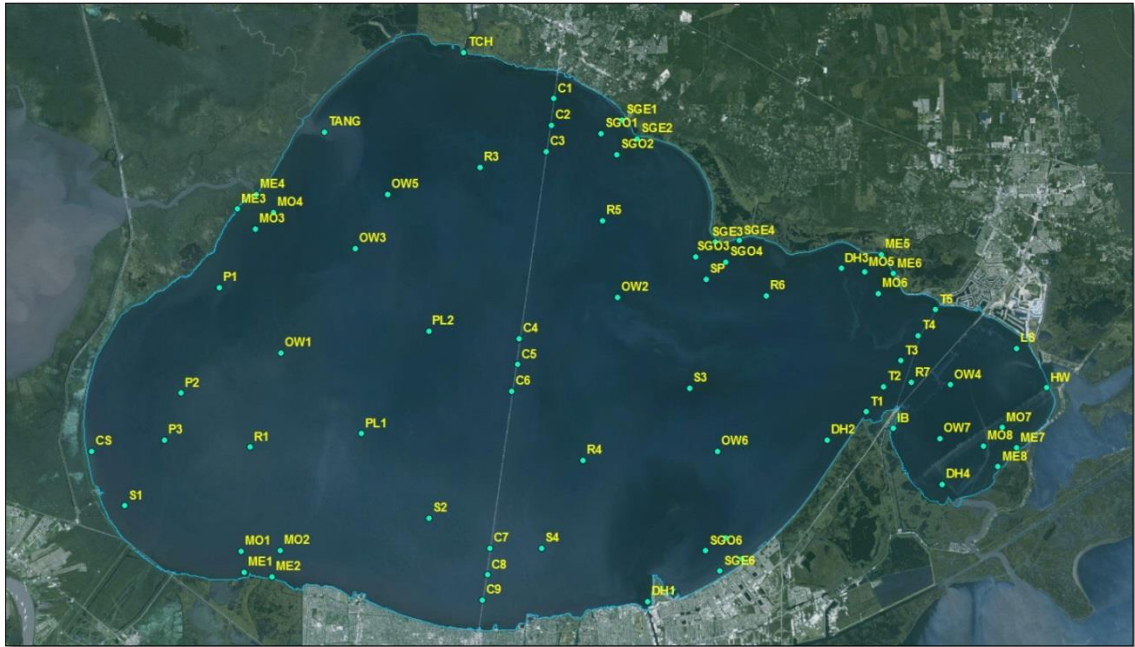 TCH
C1
SGE1
C2
TANG
SGO1
SGE2
C3
SGO2
R3
ME4
OW5
ME3
MO4
MO3
R5
SGE3
SGE4
OW3
SGO3
SGO4
ME5
DH3
MO5
ME6
P1
SP
MO6
OW2
R6
T5
PL2
C4
T4
OW1
LS
C5
T3
P2
C6
S3
T2
R7
OW4
HW
T1
P3
PL1
DH2
IB
MO7
CS
R1
R4
OW6
OW7
MO8
ME7
ME8
S1
DH4
S2
MO1
MO2
C7
S4
SGO6
ME1
ME2
C8
SGE6
C9
DH1